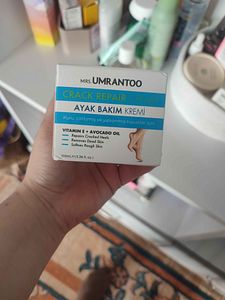 MRS. UMRANTOO
CRACK REPAIR
AYAK BAKIM KREMİ
VITAMIN E + AVOCADO OIL
Repairs Cracked Heels
Removes Dead Skin
Softens Rough Skin